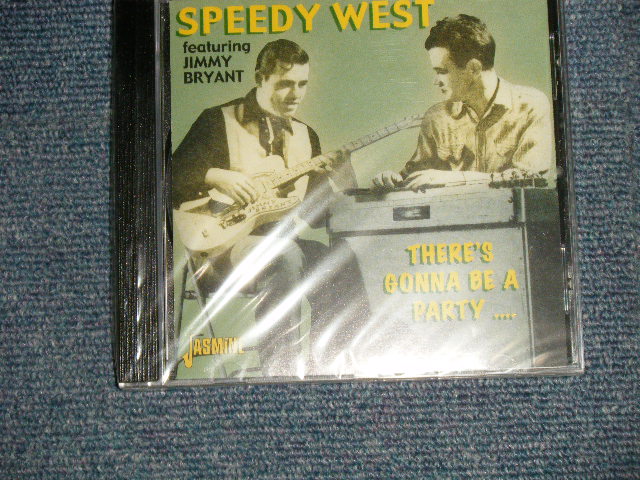 SPEEDY WEST
featuring
JIMMY
BRYANT
THERE'S
GONNA BE A
PARTY ....
JASMINE